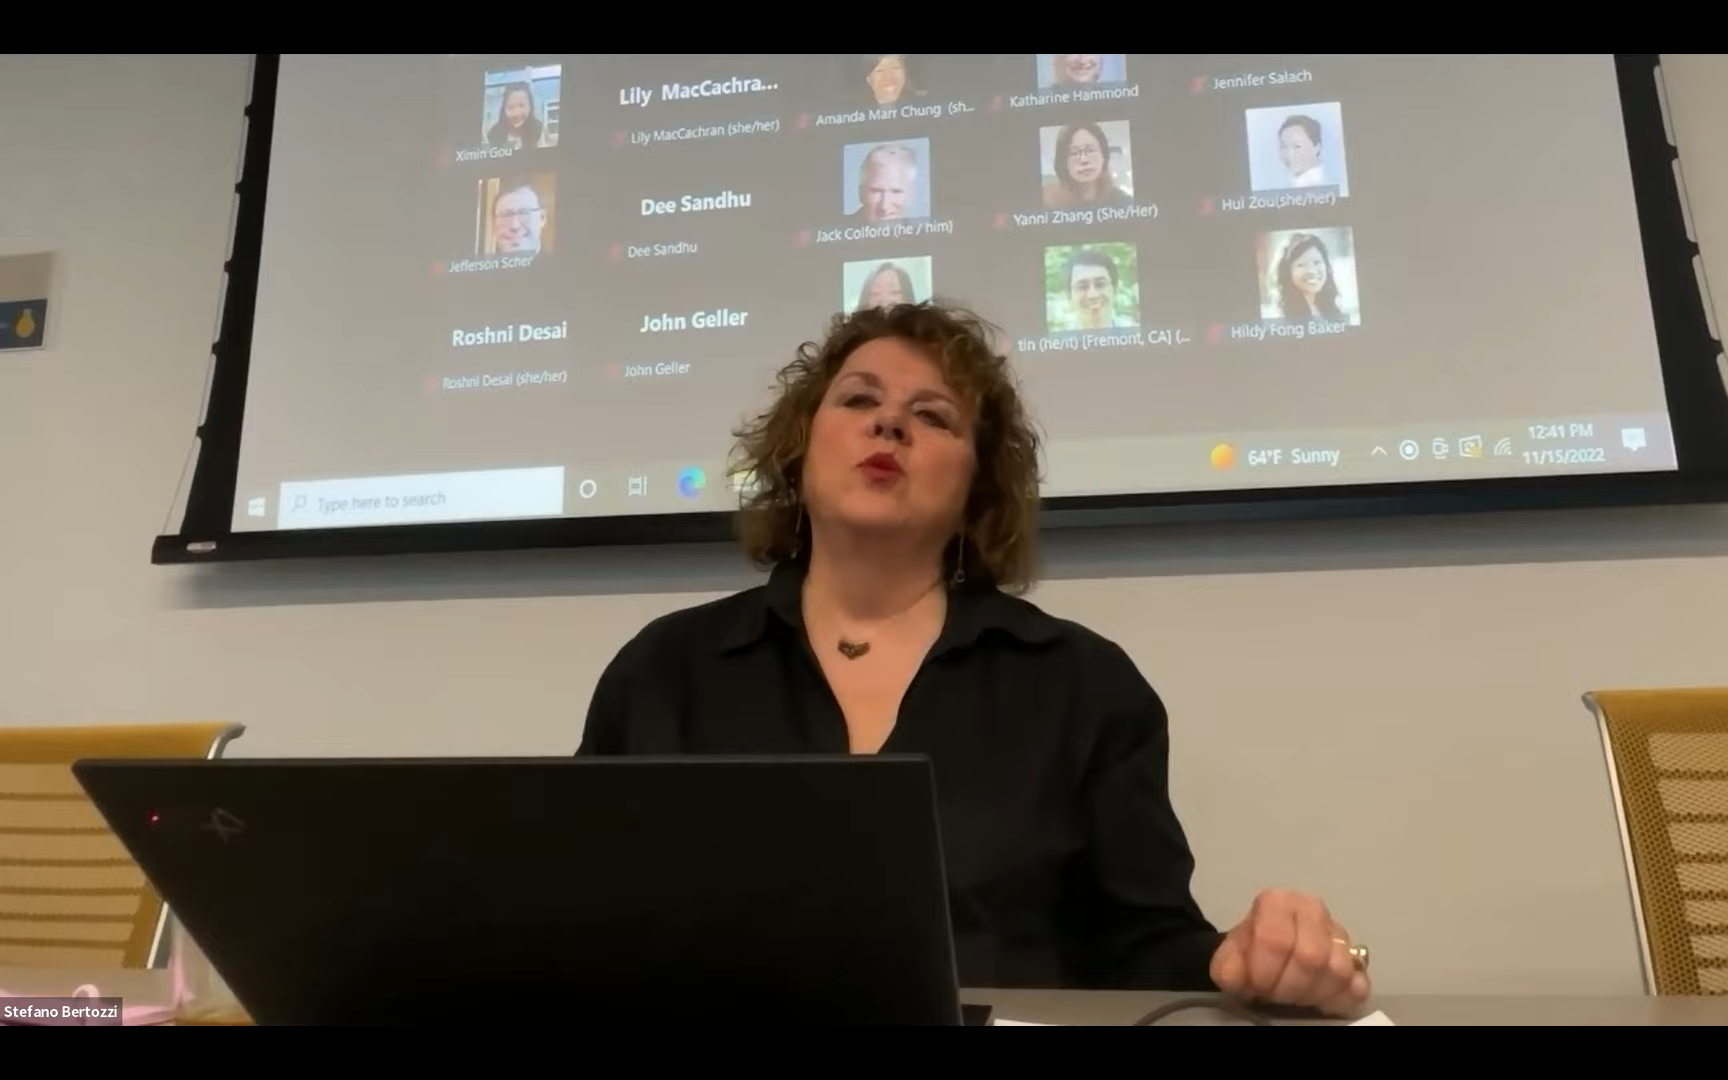 Lily MacCachra...
Jennifer Salach
Katharine Hammond
Amanda Marr Chung (sh...
Lily MacCachran (she/her)
Ximin Gou
Dee Sandhu
Hui Zou(she/her)
Yanni Zhang (She/Her)
Jack Colford (he / him)
Dee Sandhu
Jefferson Scher
John Geller
Roshni Desai
Hildy Fong Baker
tin (he/it) [Fremont, CA] (...
John Geller
Roshni Desai (she/her)
64°F Sunny
12:41 PM
11/15/2022
Type here to search
Stefano Bertozzi